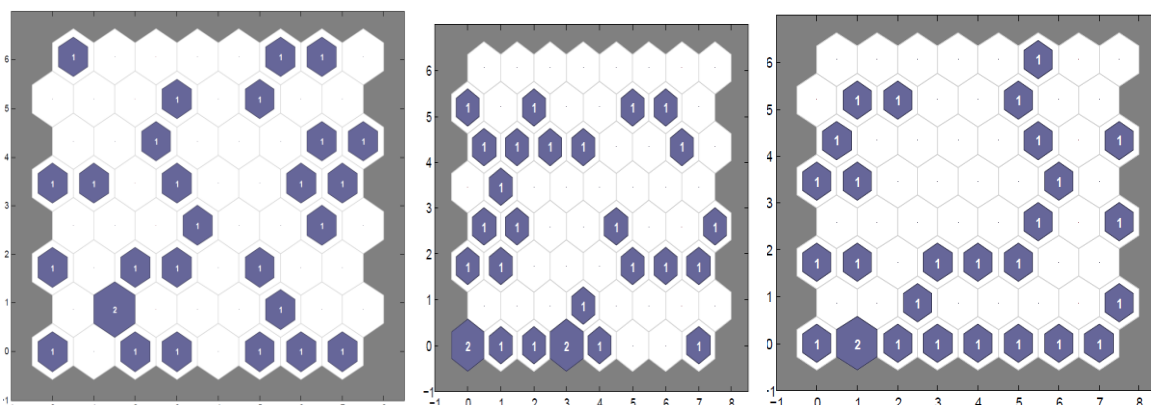 6 1 1 1
5 1 1
4 1 1 1
3 1 1 1 1 1
1 1
2 1 1 1 1
1 2 1
0 1 1 1 1 1 1
-1
6
5 1 1 1 1
4 1 1 1 1 1
1
3
1 1 1 1
2 1 1 1 1 1
1 1
0 2 1 1 2 1 1
-1
-1 0 1 2 3 4 5 6 7 8
6 1
5 1 1 1
4 1 1 1
1 1 1
3
1 1
2 1 1 1 1 1
1 1 1
0 1 2 1 1 1 1 1 1
-1
-1 0 1 2 3 4 5 6 7 8